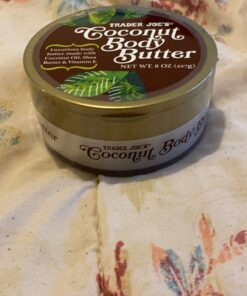 TRADER JOE'S
Coconut
Body
Butter
Luxurious body
butter made with
Coconut Oil, Shea
Butter & Vitamin E
NET WT. 8 OZ (227g)
TRADER JOE'S
Coconut Body B